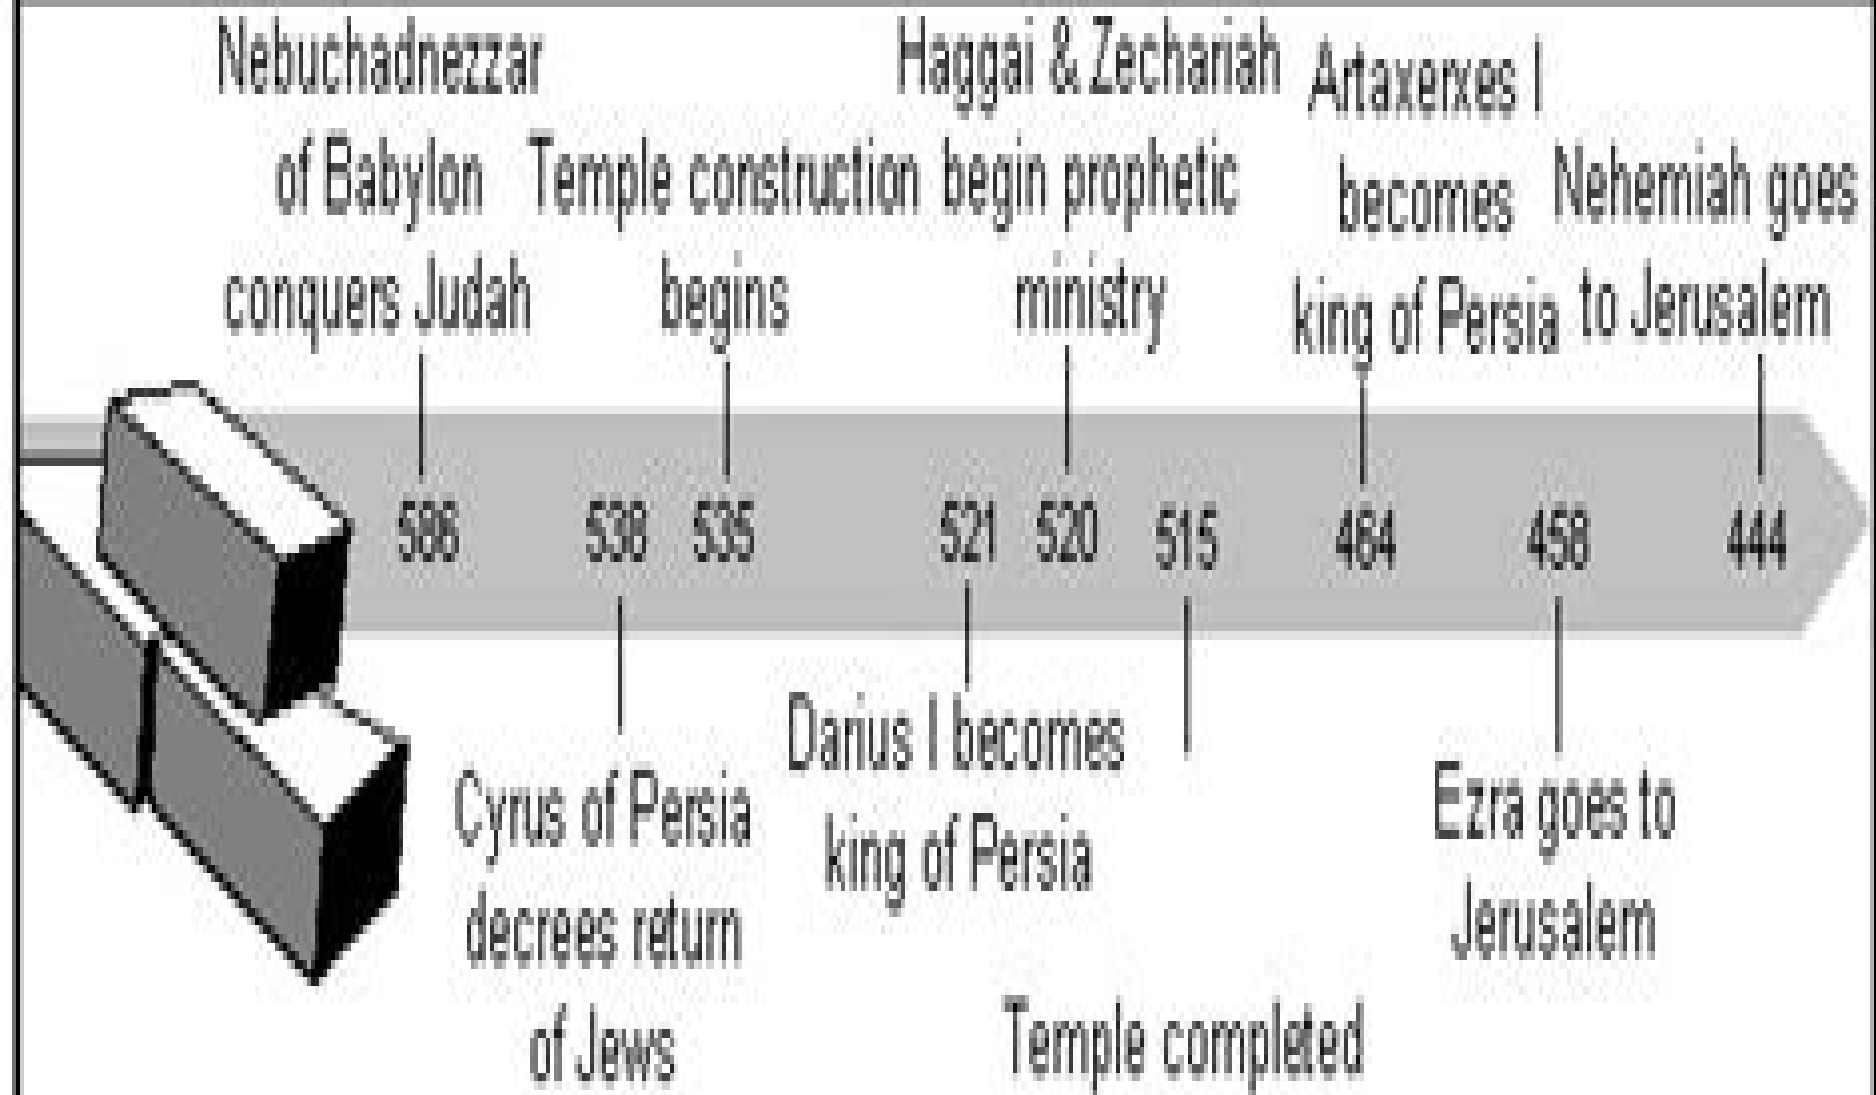 Nebuchadnezzar
of Babylon
conquers Judah
Temple construction
begins
Haggai & Zechariah
begin prophetic
ministry
Artaxerxes I
becomes
king of Persia
Nehemiah goes
to Jerusalem
586 538 535 521 520 515 464 458 444
Cyrus of Persia
decrees return
of Jews
Darius I becomes
king of Persia
Temple completed
Ezra goes to
Jerusalem